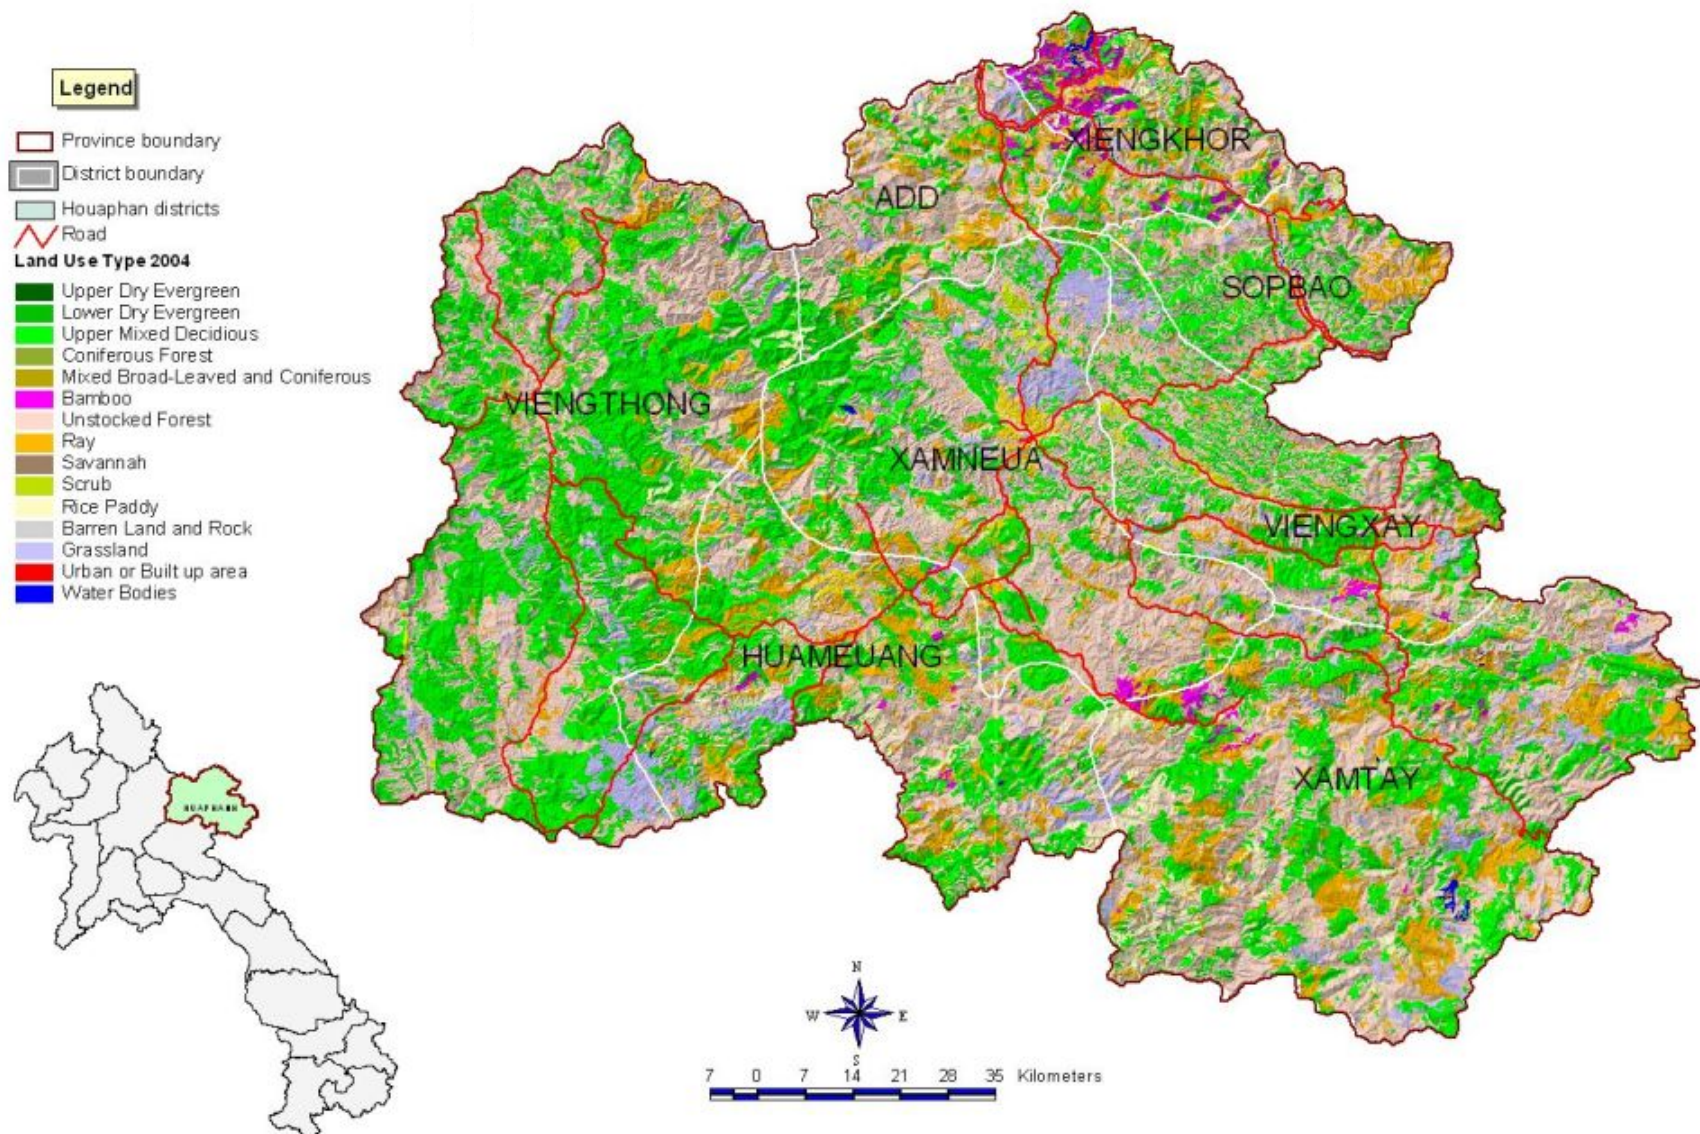 Legend
Province boundary
District boundary
Houaphan districts
Road
Land Use Type 2004
Upper Dry Evergreen
Lower Dry Evergreen
Upper Mixed Decidious
Coniferous Forest
Mixed Broad-Leaved and Coniferous
Bamboo
Unstocked Forest
Ray
Savannah
Scrub
Rice Paddy
Barren Land and Rock
Grassland
Urban or Built up area
Water Bodies
XIENGKHOR
ADD
SOPBAO
VIENGTHONG
XAMNEUA
VIENGXAY
HUAMEUANG
XAMTAY
N
W E
S
7 0 7 14 21 28 35 Kilometers